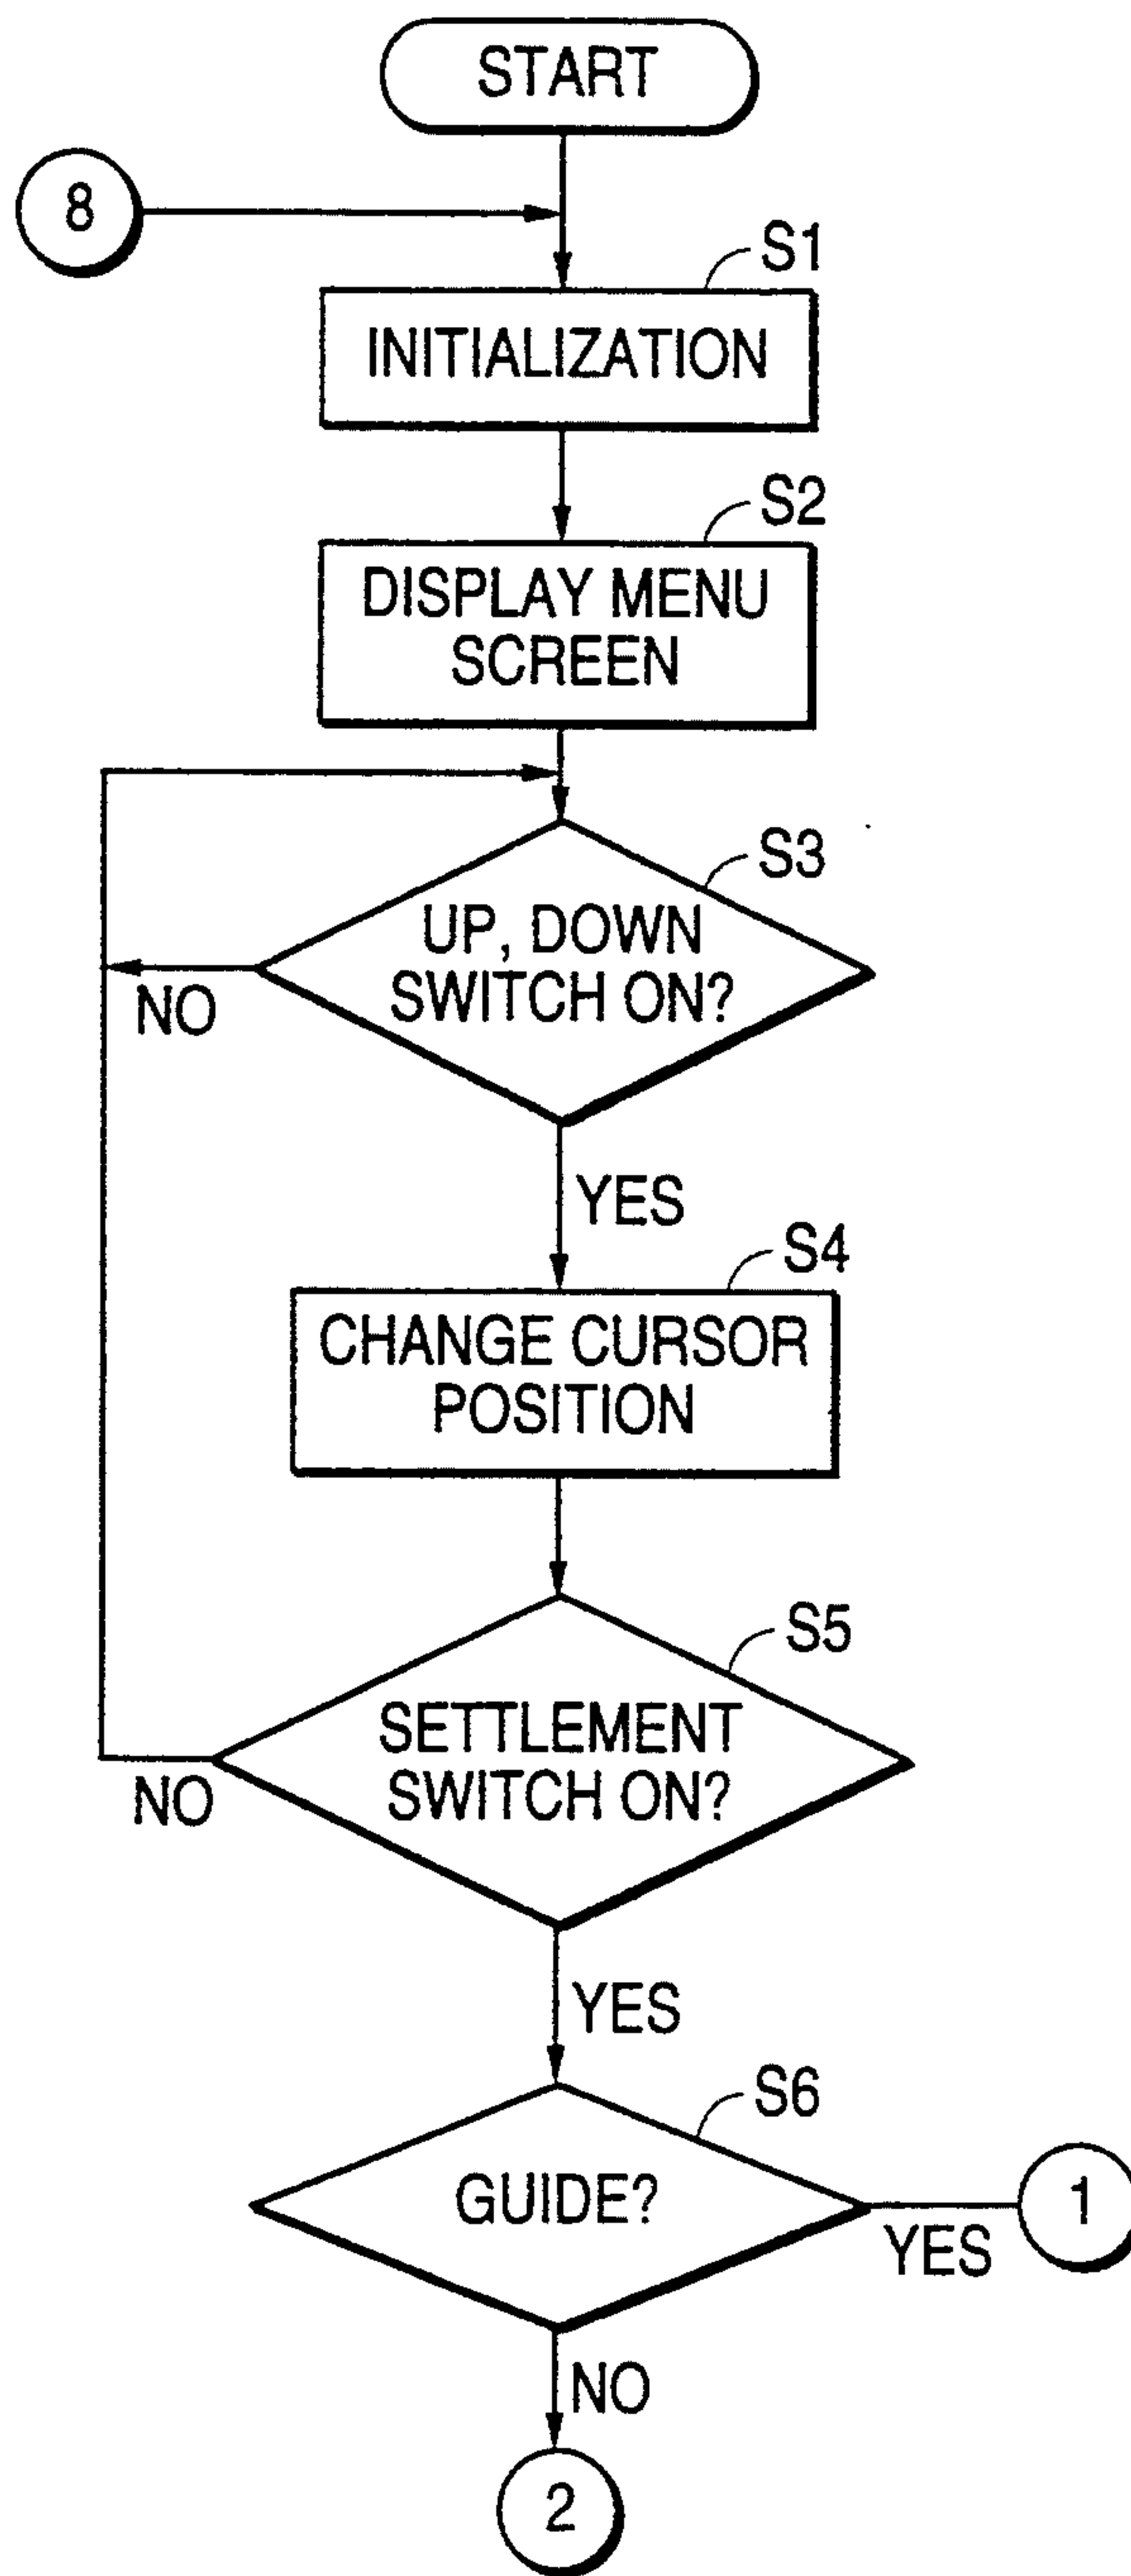 START
8
S1
INITIALIZATION
S2
DISPLAY MENU
SCREEN
S3
UP, DOWN
SWITCH ON?
NO
YES
S4
CHANGE CURSOR
POSITION
S5
SETTLEMENT
SWITCH ON?
NO
YES
S6
GUIDE?
1
YES
NO
2